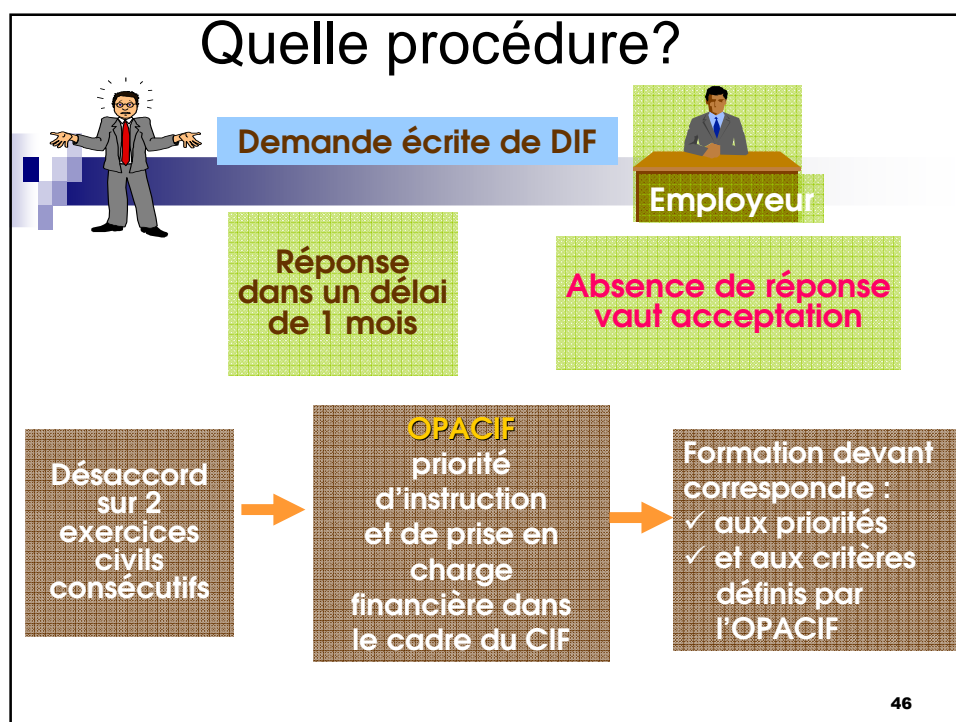 Quelle procédure?
Demande écrite de DIF
Employeur
Réponse
dans un délai
de 1 mois
Absence de réponse
vaut acceptation
Désaccord
sur 2
exercices
civils
consécutifs
OPACIF
priorité
d'instruction
et de prise en
charge
financière dans
le cadre du CIF
Formation devant
correspondre :
✓ aux priorités
✓ et aux critères
définis par
l'OPACIF
46